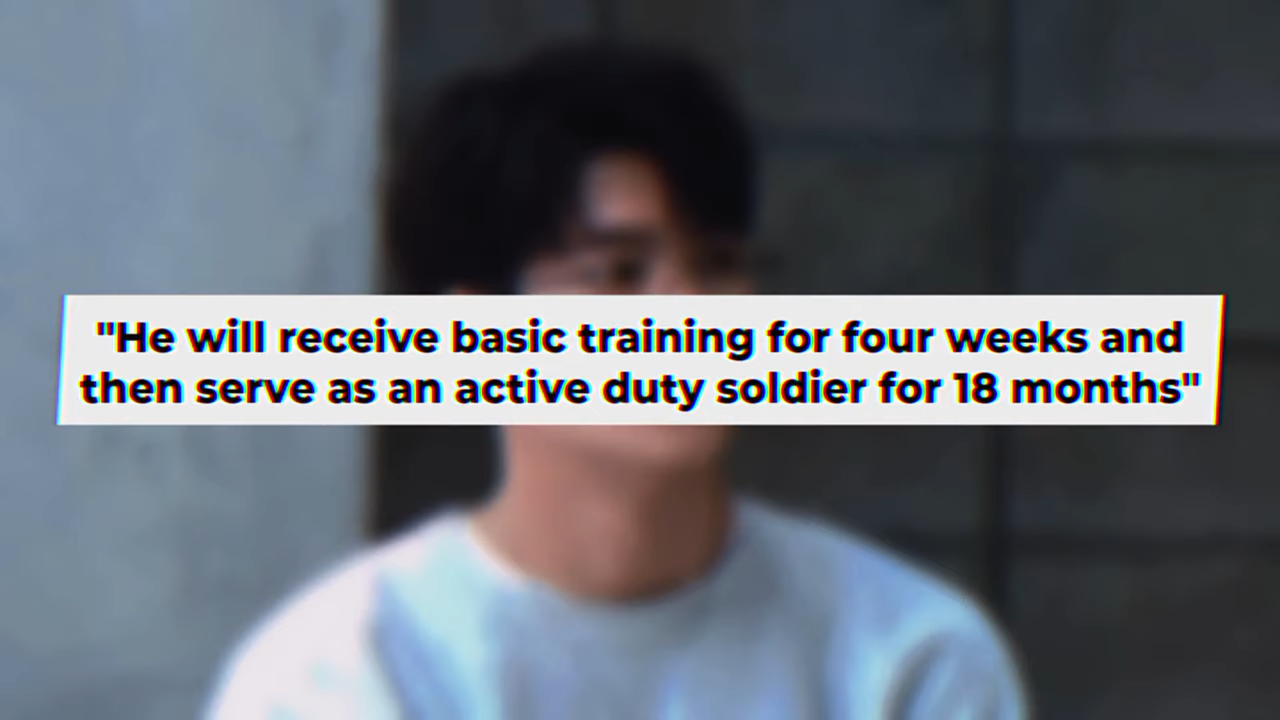 "He will receive basic training for four weeks and
then serve as an active duty soldier for 18 months"